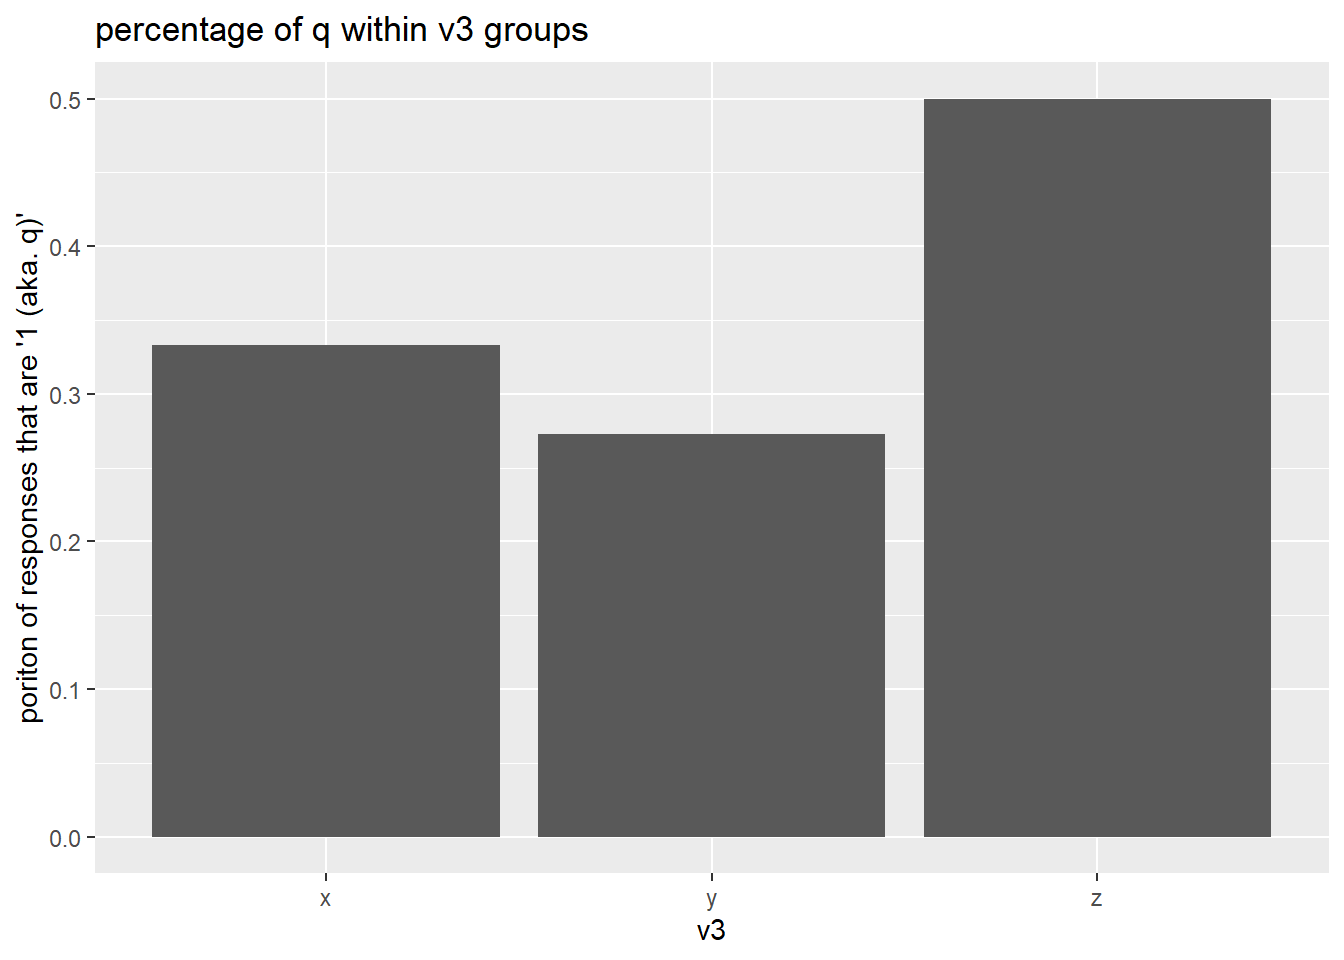 percentage of q within v3 groups
poriton of responses that are '1 (aka. q)'
0.5
0.4
0.3
0.2
0.1
0.0
x y z
v3